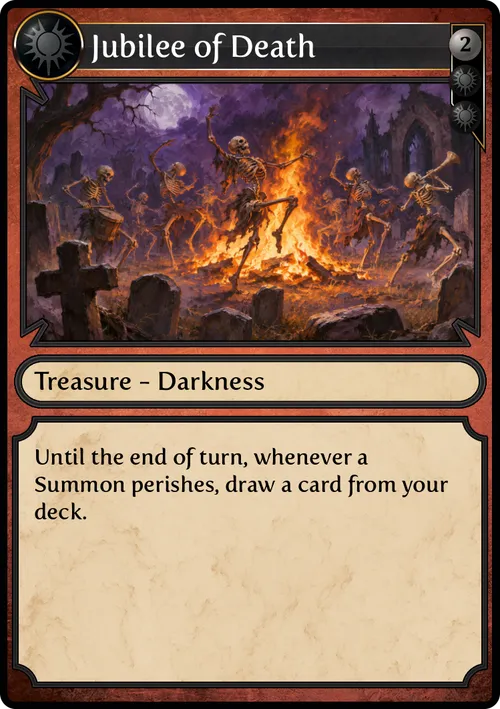 Jubilee of Death
2
Treasure – Darkness
Until the end of turn, whenever a
Summon perishes, draw a card from your
deck.